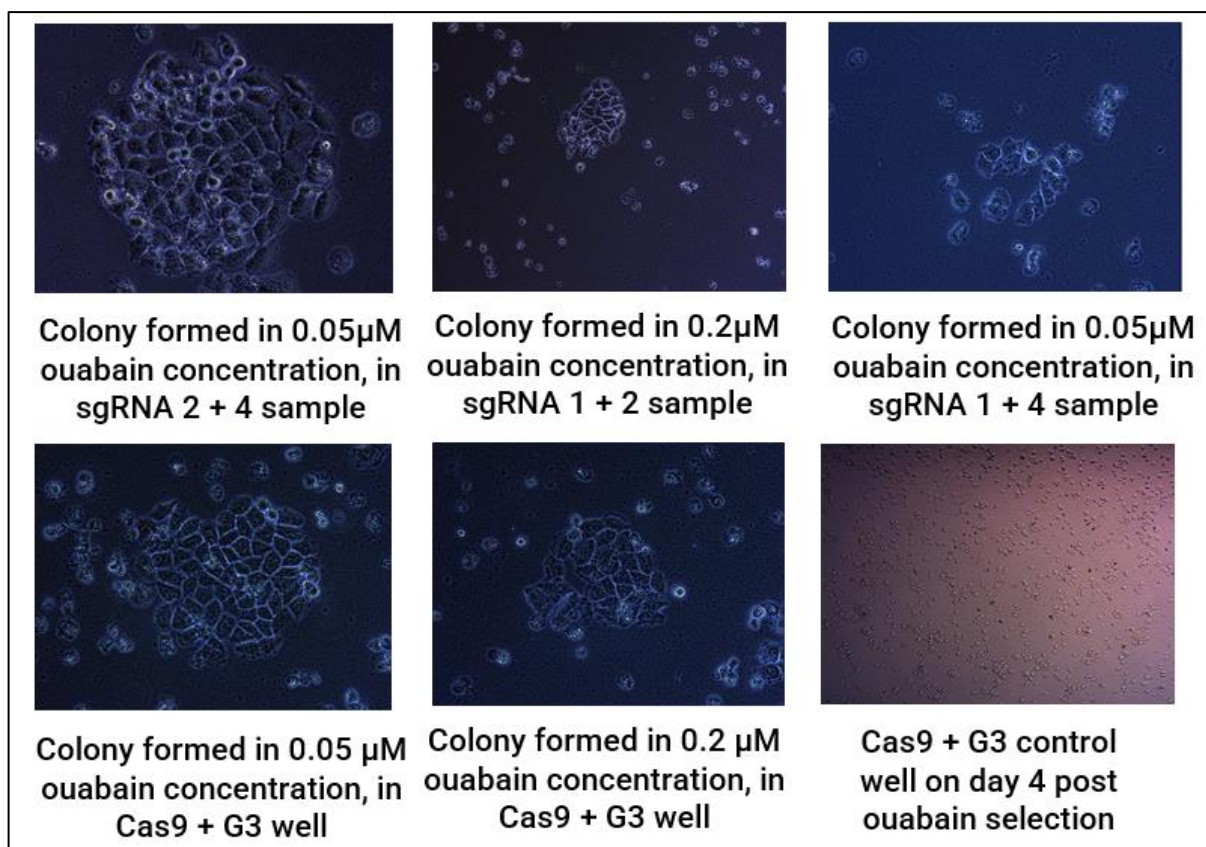 Colony formed in 0.05µM
ouabain concentration, in
sgRNA 2 + 4 sample
Colony formed in 0.2µM
ouabain concentration, in
sgRNA 1 + 2 sample
Colony formed in 0.05µM
ouabain concentration, in
sgRNA 1 + 4 sample
Colony formed in 0.05 µM
ouabain concentration, in
Cas9 + G3 well
Colony formed in 0.2 µM
ouabain concentration, in
Cas9 + G3 well
Cas9 + G3 control
well on day 4 post
ouabain selection